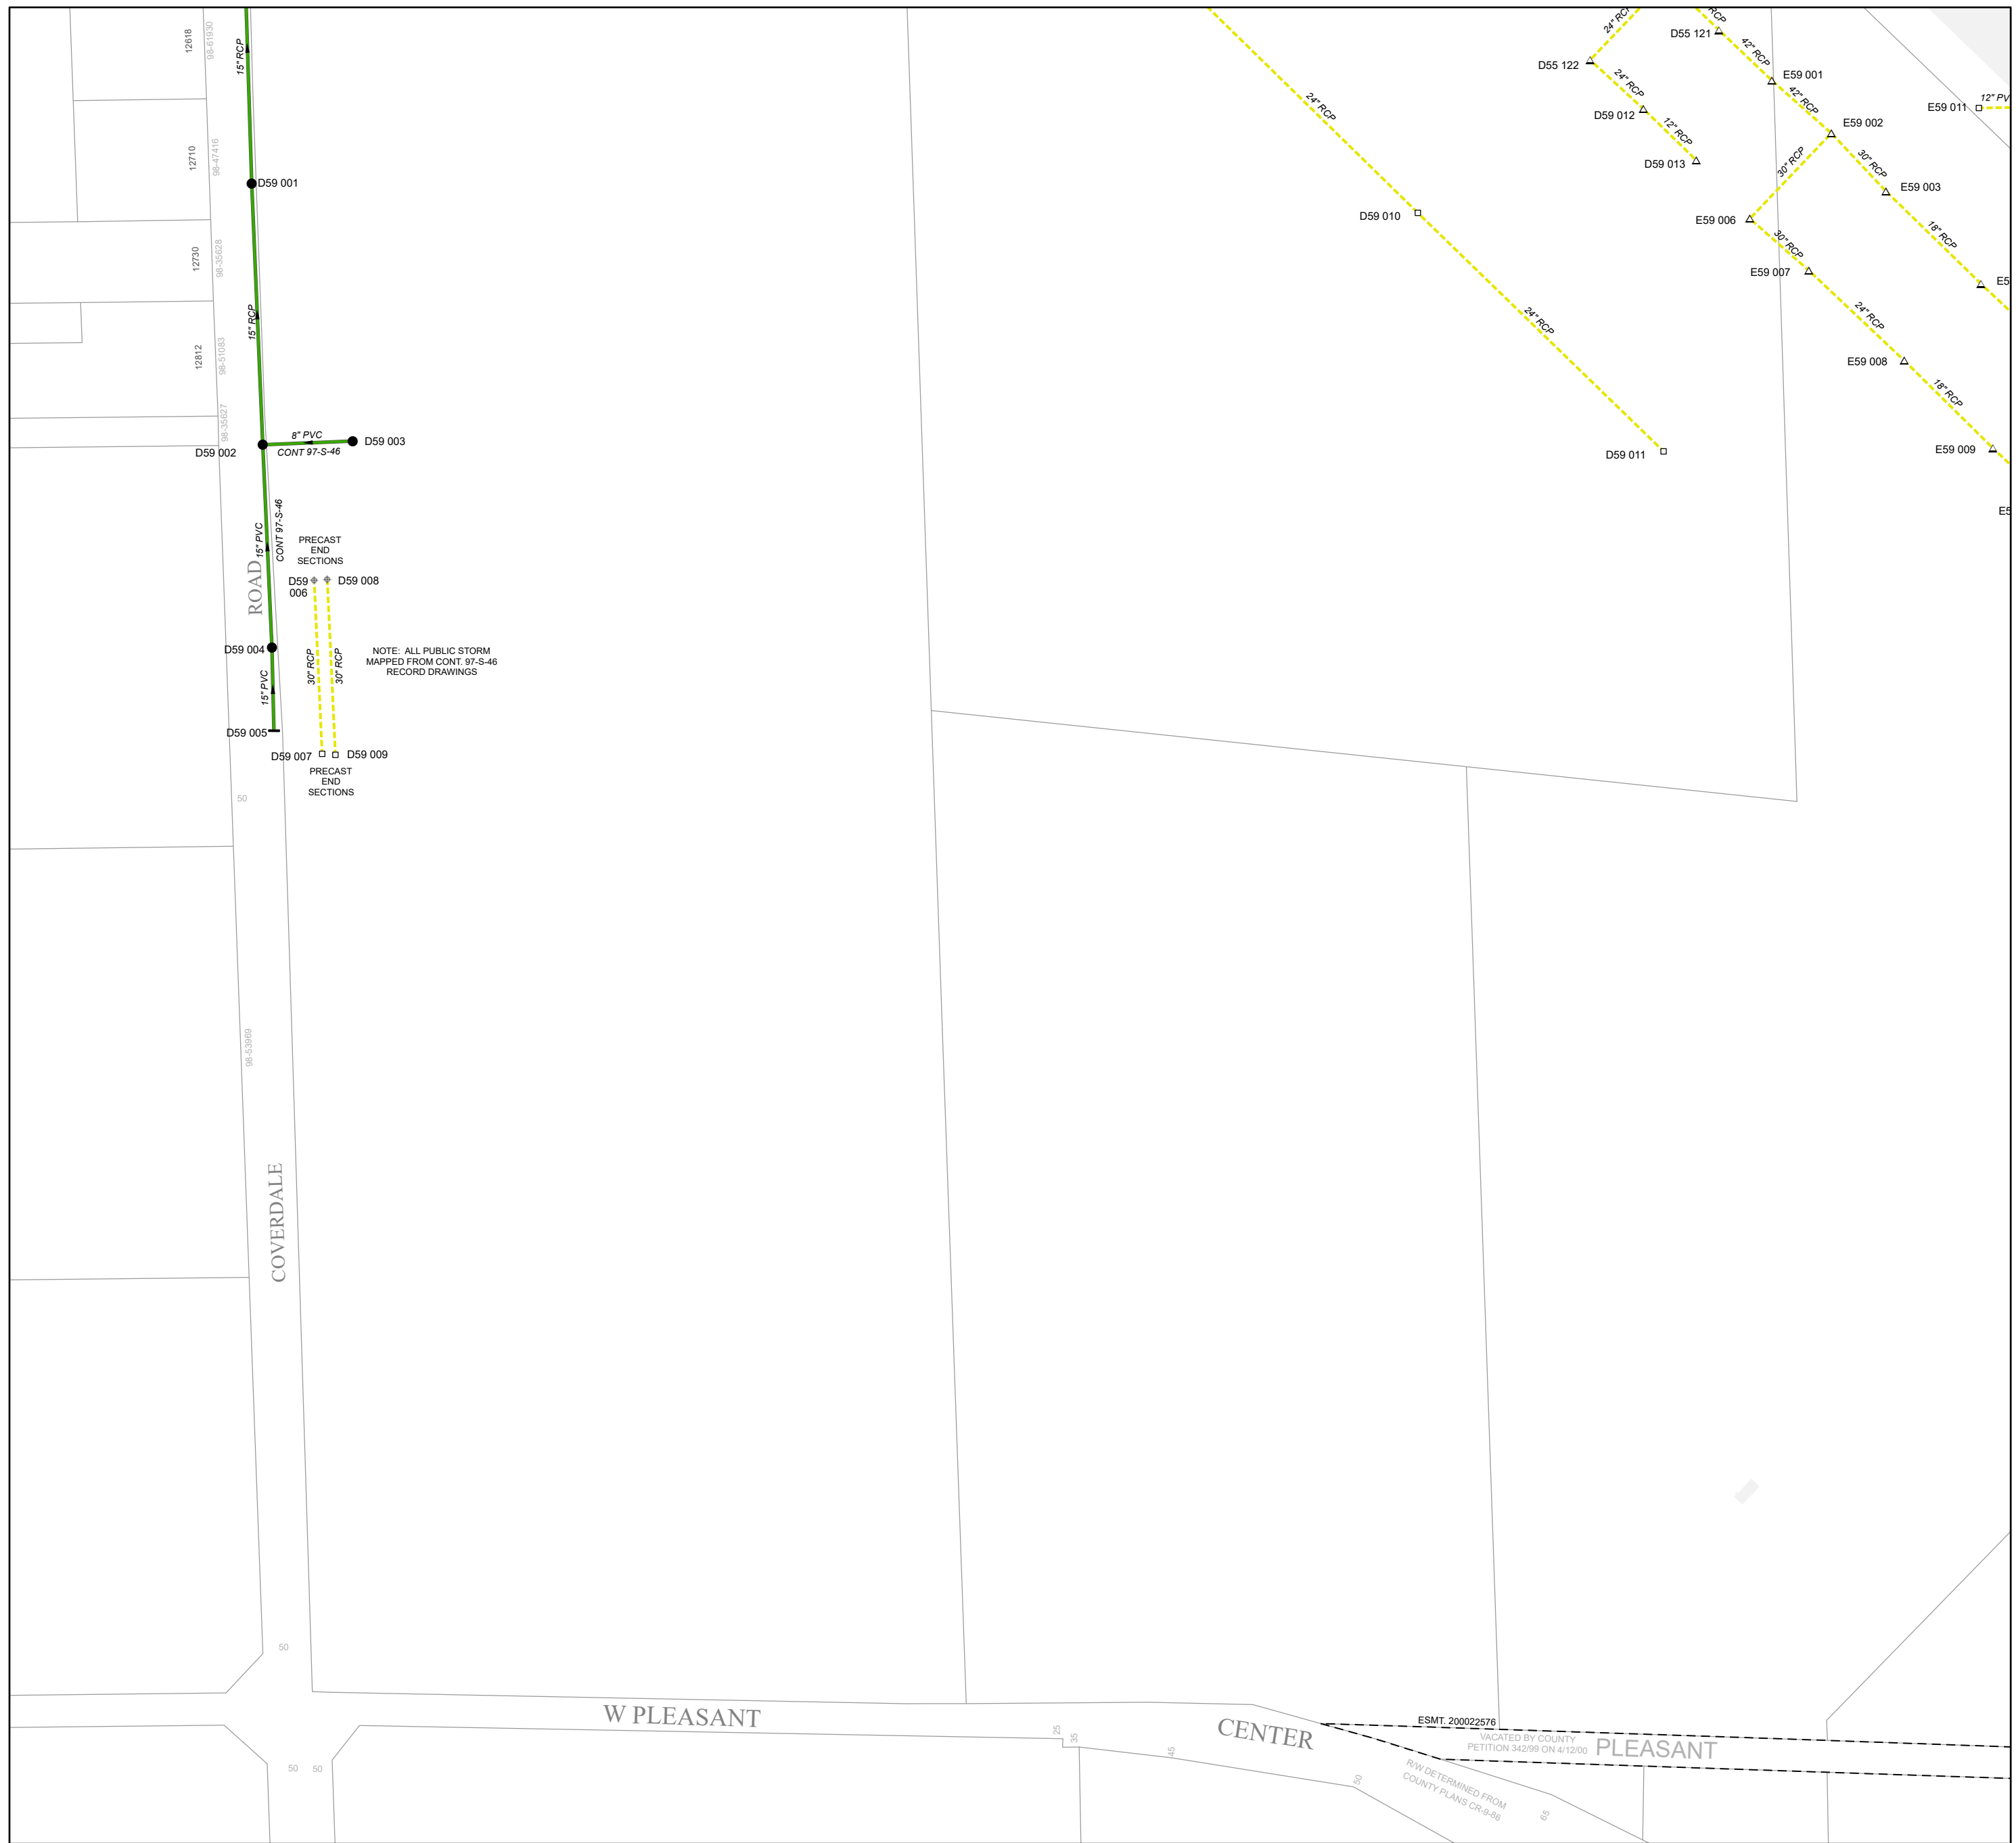 12618
98-61930
15" RCP
24" RCP
RCP
D55 121
42" RCP
D55 122
24" RCP
E59 001
42" RCP
E59 011
12" PV
D59 012
12" RCP
E59 002
12710
98-47416
24" RCP
D59 013
30" RCP
30" RCP
D59 001
E59 003
D59 010
E59 006
18" RCP
12730
98-35628
30" RCP
E59 007
E5
15" RCP
24" RCP
24" RCP
12812
98-51083
E59 008
18" RCP
98-35627
8" PVC
D59 003
D59 002
CONT 97-S-46
D59 011
E59 009
E5
15" PVC
CONT 97-S-46
PRECAST
END
SECTIONS
ROAD
D59
006
D59 008
D59 004
30" RCP
30" RCP
NOTE: ALL PUBLIC STORM
MAPPED FROM CONT. 97-S-46
RECORD DRAWINGS
15" PVC
D59 005
D59 007
D59 009
PRECAST
END
SECTIONS
50
98-53969
COVERDALE
50
W PLEASANT
CENTER
25
35
45
50
ESMT. 200022576
VACATED BY COUNTY
PETITION 342/99 ON 4/12/00
PLEASANT
R/W DETERMINED FROM
COUNTY PLANS CR-9-86
65
50
50